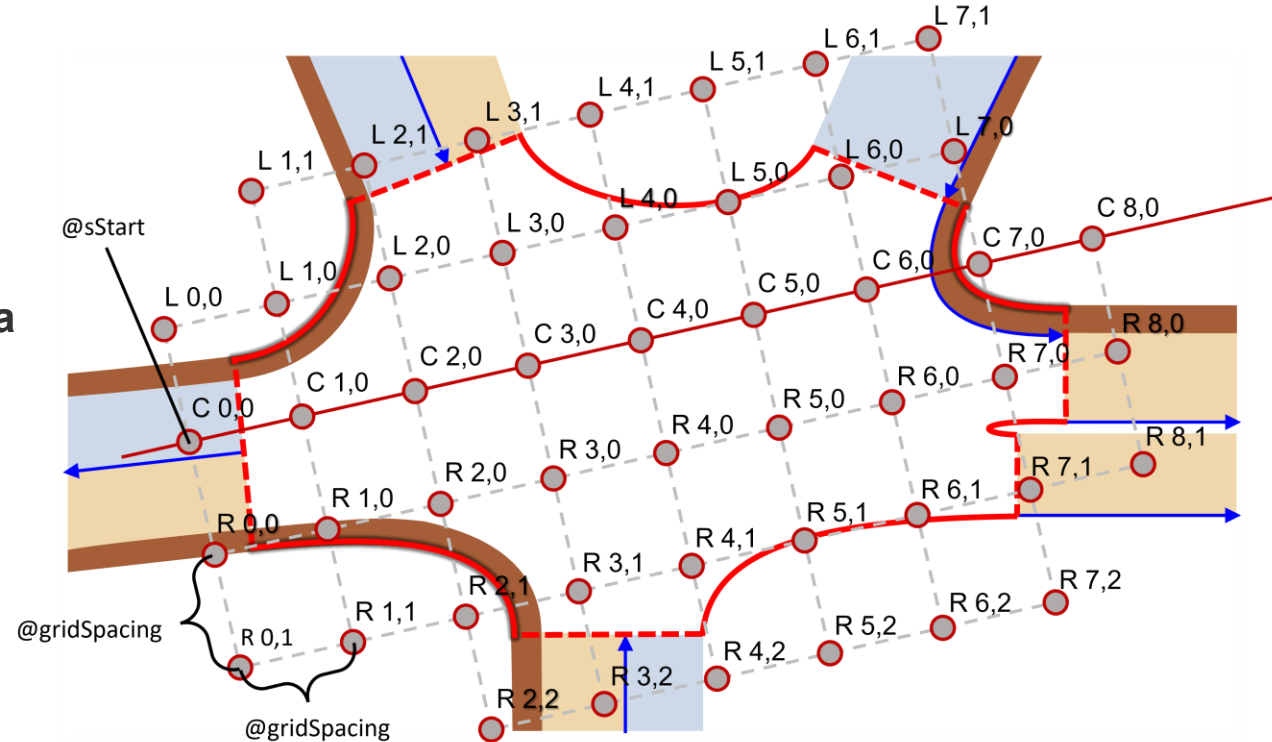 L 7,1
L 6,1
L 5,1
L 4,1
L 3,1
L 2,1
L 1,1
L 7,0
L 6,0
L 5,0
L 4,0
L 3,0
L 2,0
L 1,0
L 0,0
@sStart
a
C 8,0
C 7,0
C 6,0
C 5,0
C 4,0
C 3,0
C 2,0
C 1,0
C 0,0
R 8,0
R 7,0
R 6,0
R 5,0
R 4,0
R 3,0
R 2,0
R 1,0
R 0,0
R 8,1
R 7,1
R 6,1
R 5,1
R 4,1
R 3,1
R 2,1
R 1,1
R 0,1
R 7,2
R 6,2
R 5,2
R 4,2
R 3,2
R 2,2
@gridSpacing
@gridSpacing